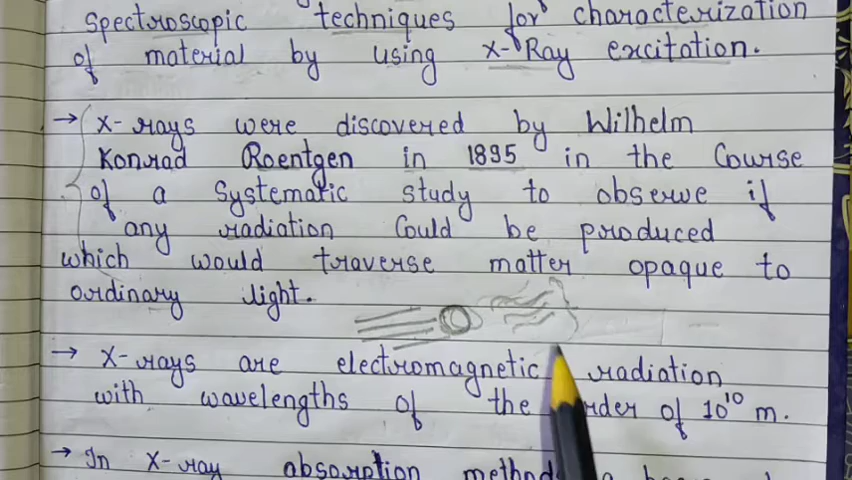 spectroscopic techniques for characterization
of material by using x-Ray excitation.
→ X-rays were discovered by Wilhelm
Konrad Roentgen in 1895 in the Course
of a Systematic study to observe if
any radiation Could be produced
which would traverse matter opaque to
ordinary light.
→ X-rays are electromagnetic radiation
with wavelengths of the order of 10¹⁰ m.
→ In X-ray absorption method a